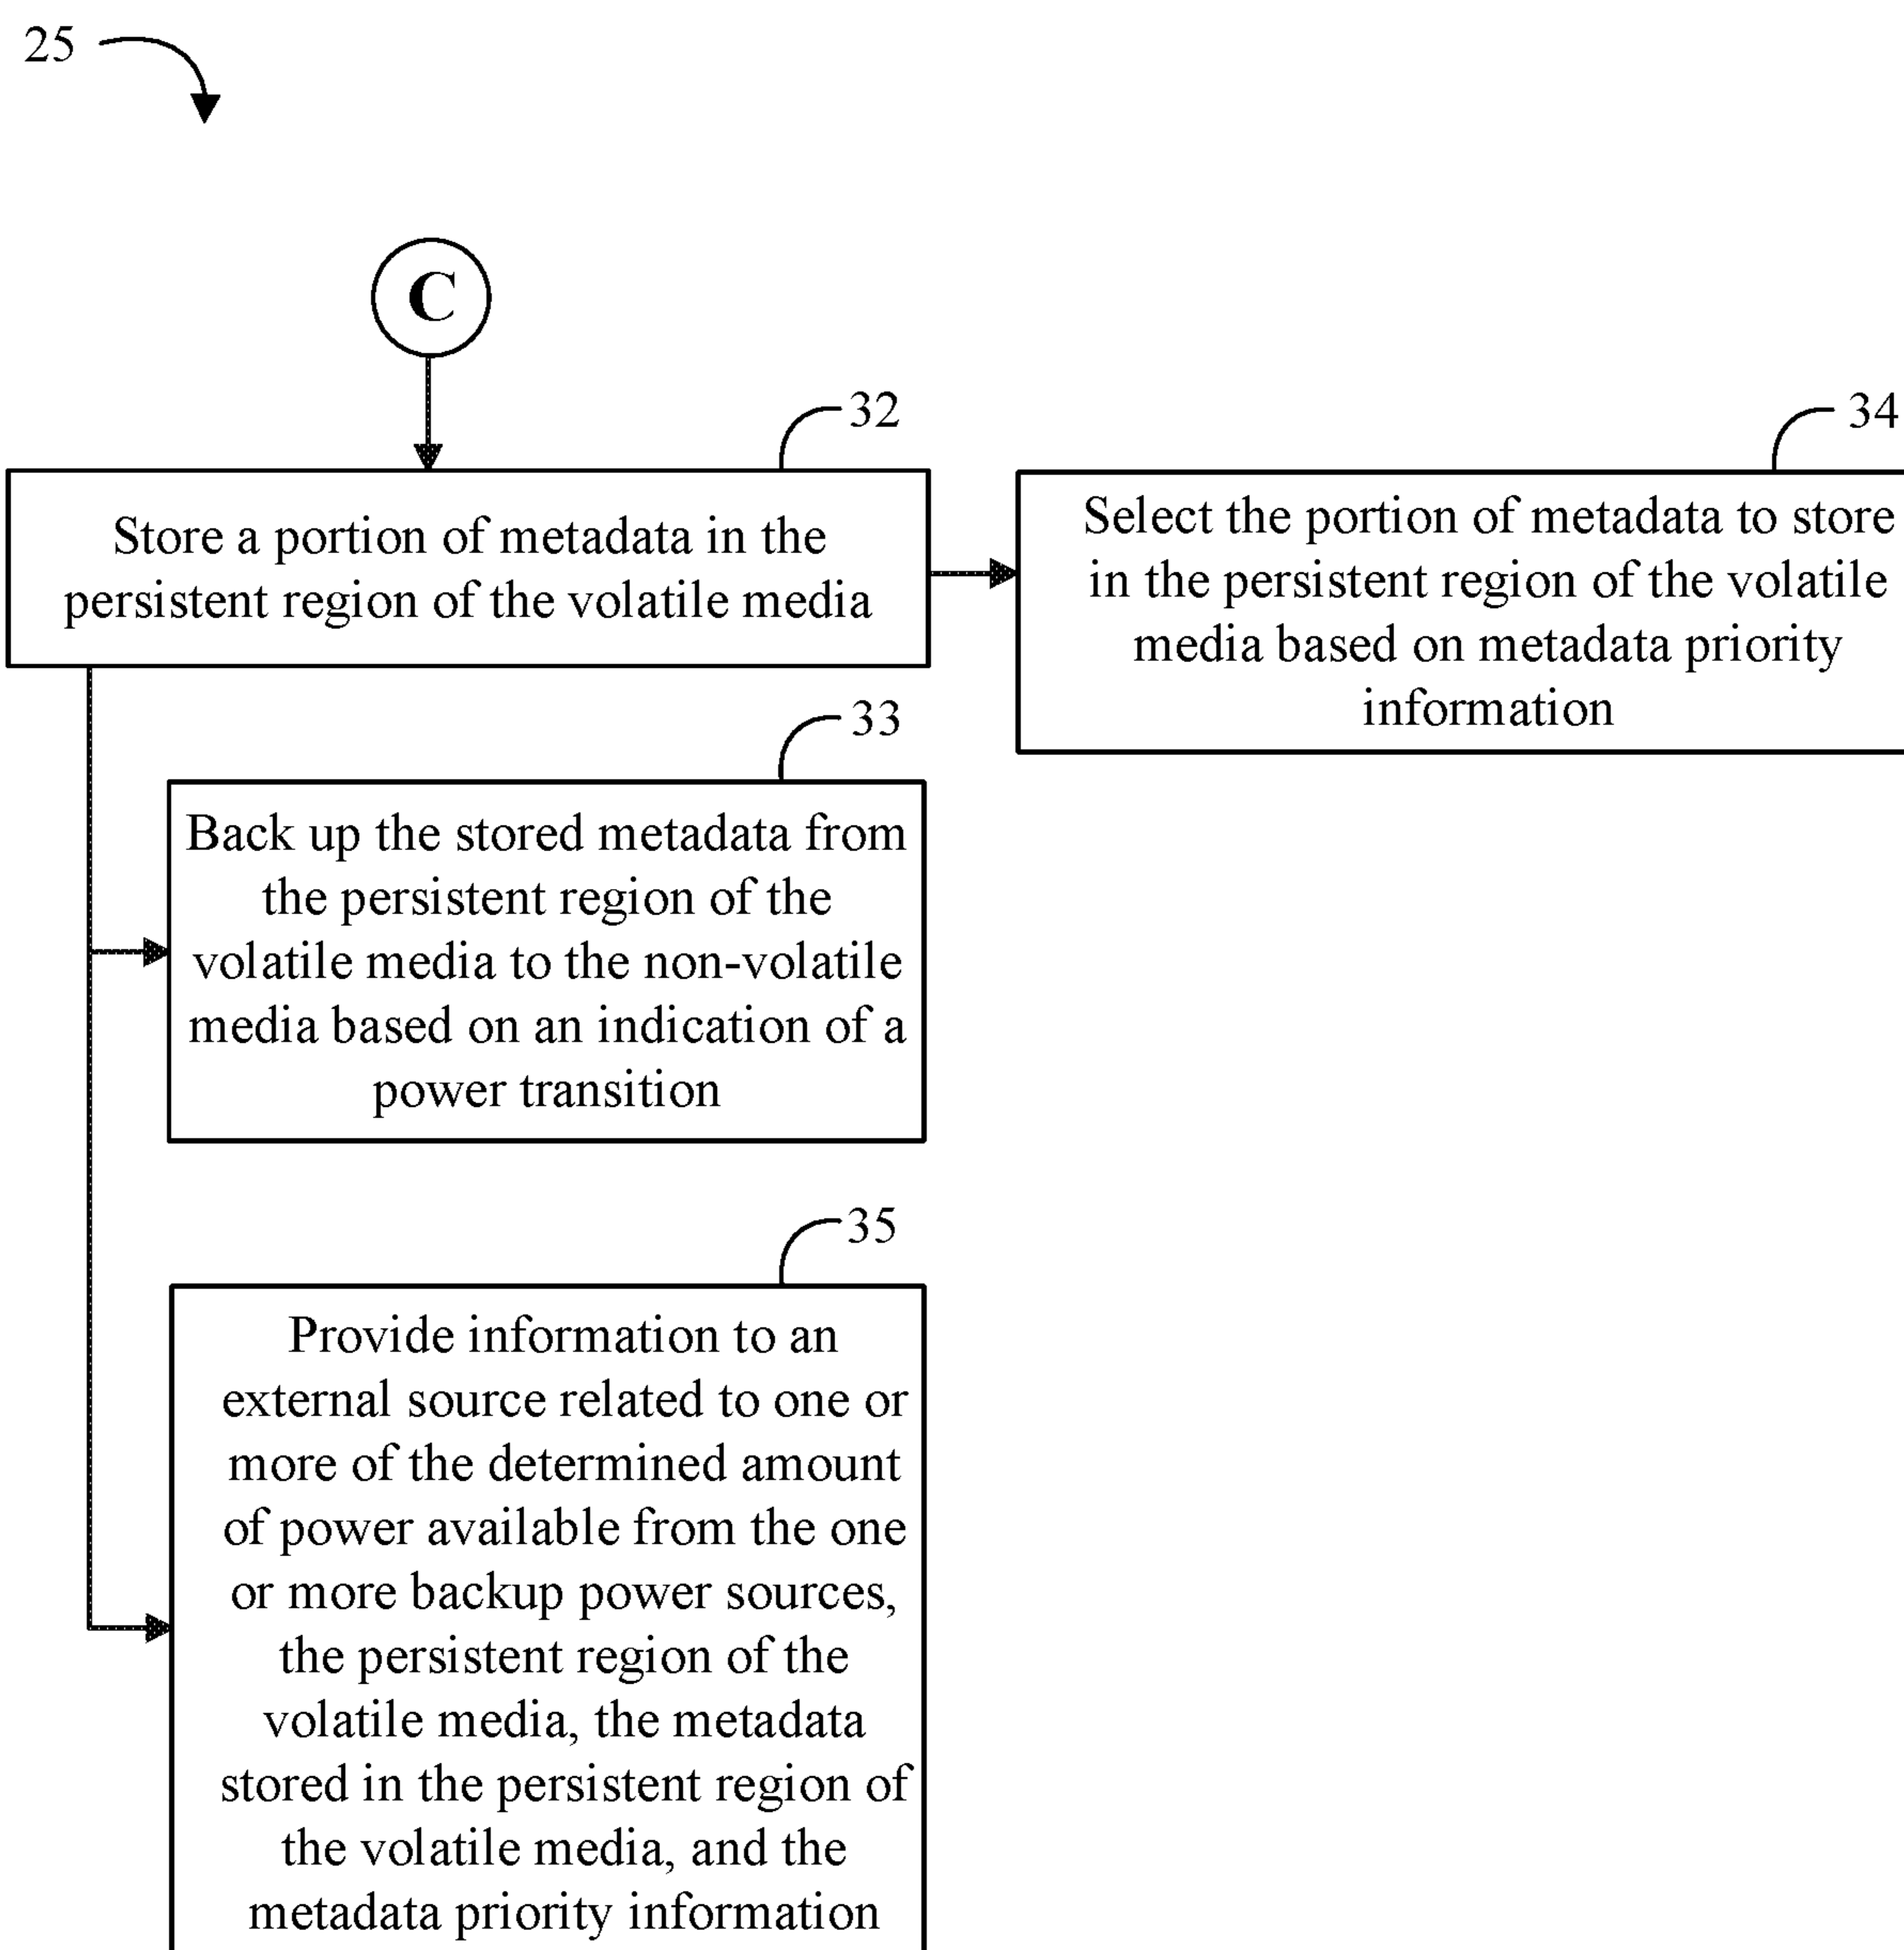 25
C
32
Store a portion of metadata in the
persistent region of the volatile media
34
Select the portion of metadata to store
in the persistent region of the volatile
media based on metadata priority
information
33
Back up the stored metadata from
the persistent region of the
volatile media to the non-volatile
media based on an indication of a
power transition
35
Provide information to an
external source related to one or
more of the determined amount
of power available from the one
or more backup power sources,
the persistent region of the
volatile media, the metadata
stored in the persistent region of
the volatile media, and the
metadata priority information